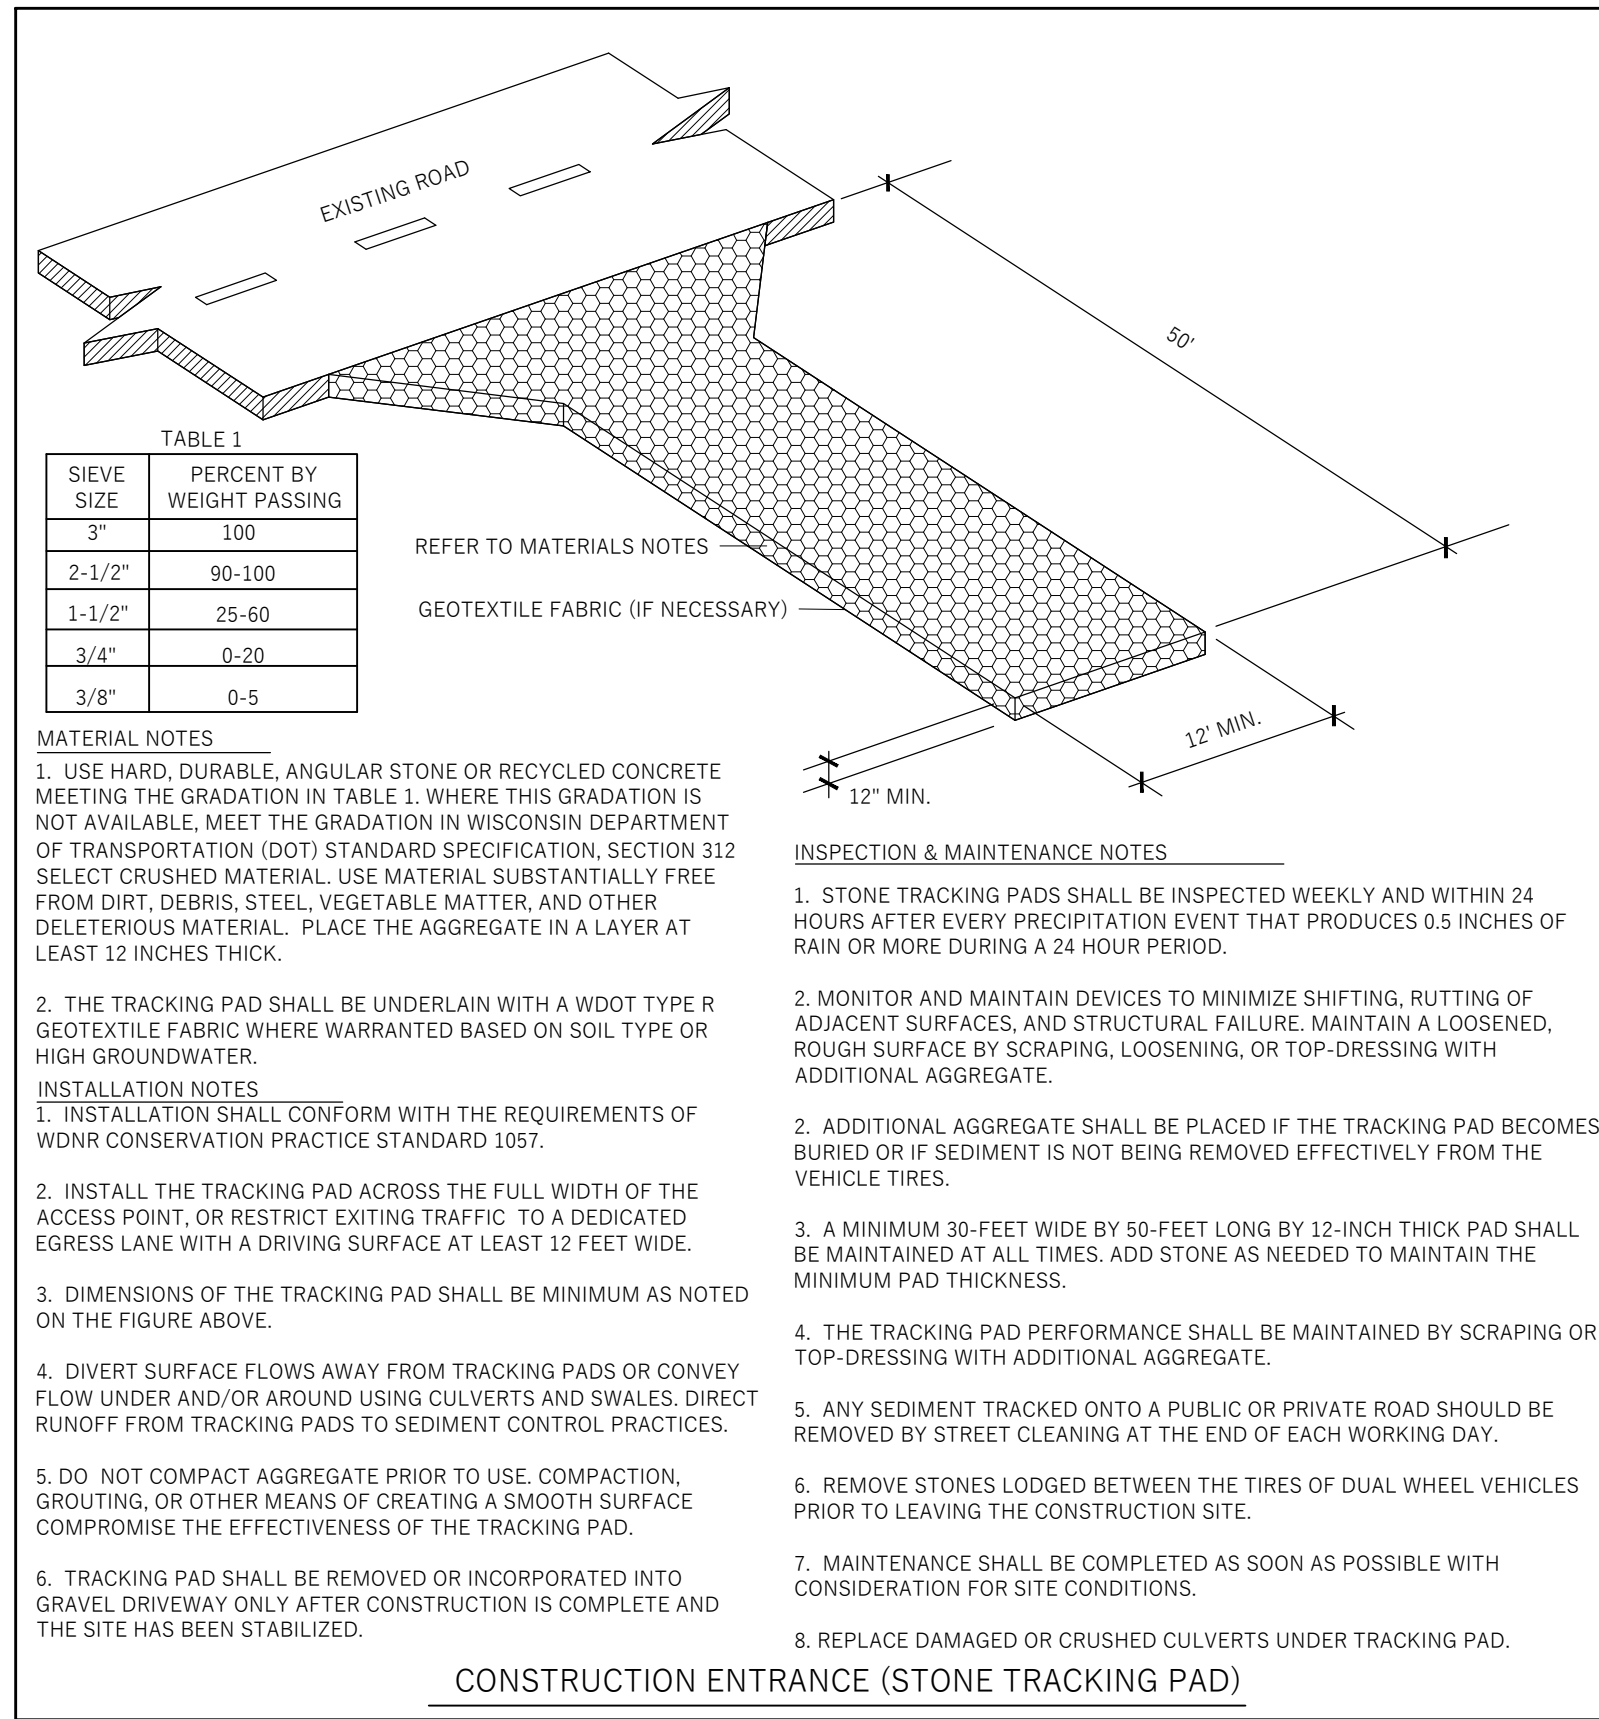 EXISTING ROAD
50'
TABLE 1
SIEVE
SIZE
PERCENT BY
WEIGHT PASSING
3" 100
2-1/2" 90-100
1-1/2" 25-60
3/4" 0-20
3/8" 0-5
REFER TO MATERIALS NOTES
GEOTEXTILE FABRIC (IF NECESSARY)
12' MIN.
12" MIN.
MATERIAL NOTES
1. USE HARD, DURABLE, ANGULAR STONE OR RECYCLED CONCRETE
MEETING THE GRADATION IN TABLE 1. WHERE THIS GRADATION IS
NOT AVAILABLE, MEET THE GRADATION IN WISCONSIN DEPARTMENT
OF TRANSPORTATION (DOT) STANDARD SPECIFICATION, SECTION 312
SELECT CRUSHED MATERIAL. USE MATERIAL SUBSTANTIALLY FREE
FROM DIRT, DEBRIS, STEEL, VEGETABLE MATTER, AND OTHER
DELETERIOUS MATERIAL. PLACE THE AGGREGATE IN A LAYER AT
LEAST 12 INCHES THICK.
2. THE TRACKING PAD SHALL BE UNDERLAIN WITH A WDOT TYPE R
GEOTEXTILE FABRIC WHERE WARRANTED BASED ON SOIL TYPE OR
HIGH GROUNDWATER.
INSTALLATION NOTES
1. INSTALLATION SHALL CONFORM WITH THE REQUIREMENTS OF
WDNR CONSERVATION PRACTICE STANDARD 1057.
2. INSTALL THE TRACKING PAD ACROSS THE FULL WIDTH OF THE
ACCESS POINT, OR RESTRICT EXITING TRAFFIC TO A DEDICATED
EGRESS LANE WITH A DRIVING SURFACE AT LEAST 12 FEET WIDE.
3. DIMENSIONS OF THE TRACKING PAD SHALL BE MINIMUM AS NOTED
ON THE FIGURE ABOVE.
4. DIVERT SURFACE FLOWS AWAY FROM TRACKING PADS OR CONVEY
FLOW UNDER AND/OR AROUND USING CULVERTS AND SWALES. DIRECT
RUNOFF FROM TRACKING PADS TO SEDIMENT CONTROL PRACTICES.
5. DO NOT COMPACT AGGREGATE PRIOR TO USE. COMPACTION,
GROUTING, OR OTHER MEANS OF CREATING A SMOOTH SURFACE
COMPROMISE THE EFFECTIVENESS OF THE TRACKING PAD.
6. TRACKING PAD SHALL BE REMOVED OR INCORPORATED INTO
GRAVEL DRIVEWAY ONLY AFTER CONSTRUCTION IS COMPLETE AND
THE SITE HAS BEEN STABILIZED.
INSPECTION & MAINTENANCE NOTES
1. STONE TRACKING PADS SHALL BE INSPECTED WEEKLY AND WITHIN 24
HOURS AFTER EVERY PRECIPITATION EVENT THAT PRODUCES 0.5 INCHES OF
RAIN OR MORE DURING A 24 HOUR PERIOD.
2. MONITOR AND MAINTAIN DEVICES TO MINIMIZE SHIFTING, RUTTING OF
ADJACENT SURFACES, AND STRUCTURAL FAILURE. MAINTAIN A LOOSENED,
ROUGH SURFACE BY SCRAPING, LOOSENING, OR TOP-DRESSING WITH
ADDITIONAL AGGREGATE.
2. ADDITIONAL AGGREGATE SHALL BE PLACED IF THE TRACKING PAD BECOMES
BURIED OR IF SEDIMENT IS NOT BEING REMOVED EFFECTIVELY FROM THE
VEHICLE TIRES.
3. A MINIMUM 30-FEET WIDE BY 50-FEET LONG BY 12-INCH THICK PAD SHALL
BE MAINTAINED AT ALL TIMES. ADD STONE AS NEEDED TO MAINTAIN THE
MINIMUM PAD THICKNESS.
4. THE TRACKING PAD PERFORMANCE SHALL BE MAINTAINED BY SCRAPING OR
TOP-DRESSING WITH ADDITIONAL AGGREGATE.
5. ANY SEDIMENT TRACKED ONTO A PUBLIC OR PRIVATE ROAD SHOULD BE
REMOVED BY STREET CLEANING AT THE END OF EACH WORKING DAY.
6. REMOVE STONES LODGED BETWEEN THE TIRES OF DUAL WHEEL VEHICLES
PRIOR TO LEAVING THE CONSTRUCTION SITE.
7. MAINTENANCE SHALL BE COMPLETED AS SOON AS POSSIBLE WITH
CONSIDERATION FOR SITE CONDITIONS.
8. REPLACE DAMAGED OR CRUSHED CULVERTS UNDER TRACKING PAD.
CONSTRUCTION ENTRANCE (STONE TRACKING PAD)